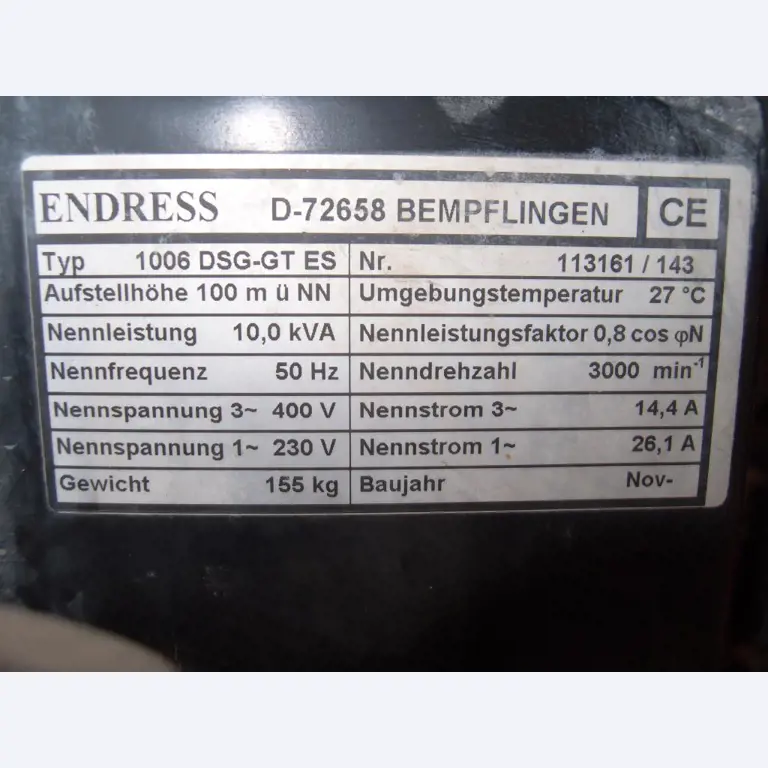 ENDRESS D-72658 BEMPFLINGEN CE
Typ 1006 DSG-GT ES Nr. 113161 / 143
Aufstellhöhe 100 m ü NN Umgebungstemperatur 27 °C
Nennleistung 10,0 kVA Nennleistungsfaktor 0,8 cos φN
Nennfrequenz 50 Hz Nenndrehzahl 3000 min⁻¹
Nennspannung 3~ 400 V Nennstrom 3~ 14,4 A
Nennspannung 1~ 230 V Nennstrom 1~ 26,1 A
Gewicht 155 kg Baujahr Nov-